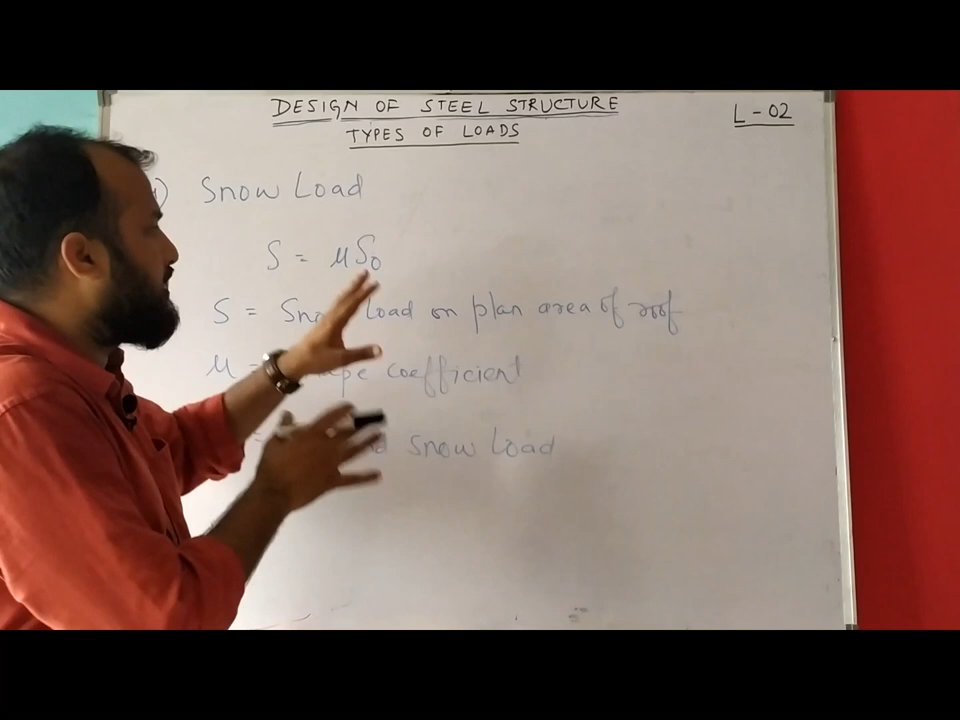 DESIGN OF STEEL STRUCTURE
TYPES OF LOADS
L-02
Snow Load
S = μS₀
S = Snow load on plan area of roof
μ = coefficient
= snow load